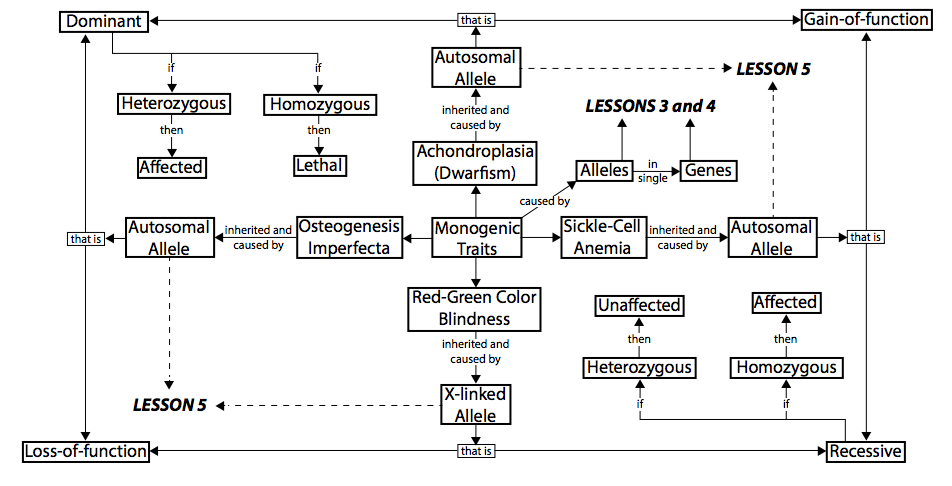 Dominant
that is
Gain-of-function
if
if
Autosomal
Allele
LESSON 5
Heterozygous
Homozygous
inherited and
caused by
LESSONS 3 and 4
then
then
Affected
Lethal
Achondroplasia
(Dwarfism)
Alleles
in
single
Genes
caused by
that is
Autosomal
Allele
inherited and
caused by
Osteogenesis
Imperfecta
Monogenic
Traits
Sickle-Cell
Anemia
inherited and
caused by
Autosomal
Allele
that is
Red-Green Color
Blindness
Unaffected
Affected
inherited and
caused by
then
then
Heterozygous
Homozygous
LESSON 5
X-linked
Allele
if
if
Loss-of-function
that is
Recessive